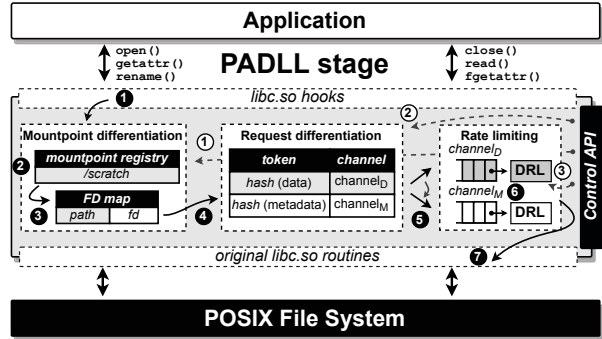 Application
open()
getattr()
rename()
PADLL stage
close()
read()
fgetattr()
1
libc.so hooks
2
Mountpoint differentiation
1
Request differentiation
Rate limiting
2
mountpoint registry
/scratch
token channel
hash (data) channelD
hash (metadata) channelM
channelD
DRL
3
channelM
6
DRL
3
FD map
path fd
4
5
Control API
original libc.so routines
7
POSIX File System